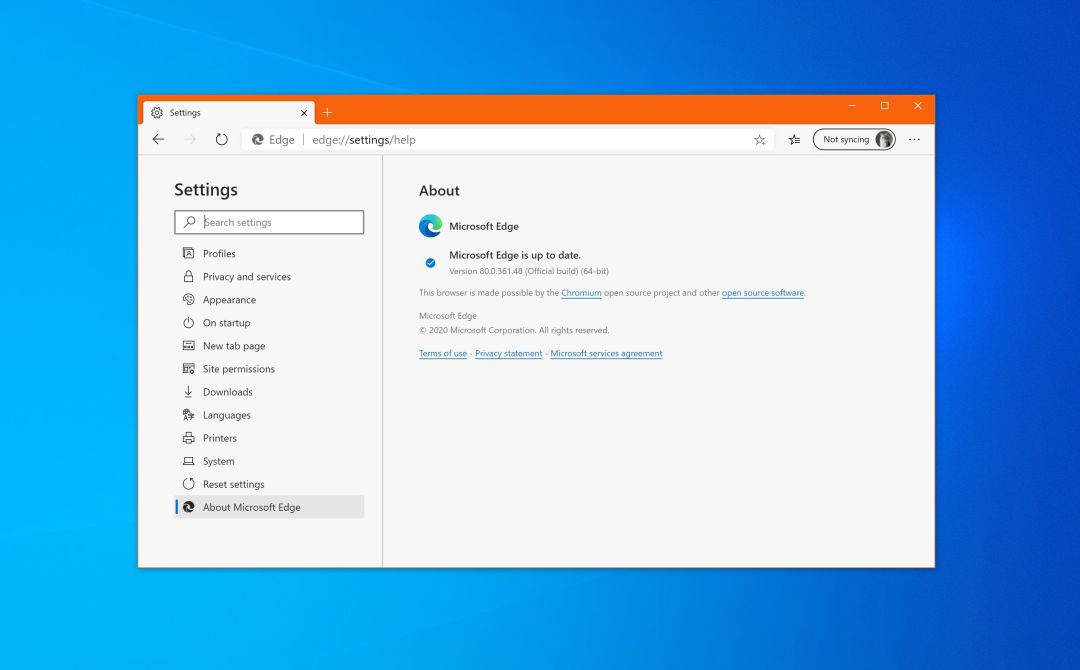 Settings
Edge | edge://settings/help
Not syncing
Settings
Search settings
Profiles
Privacy and services
Appearance
On startup
New tab page
Site permissions
Downloads
Languages
Printers
System
Reset settings
About Microsoft Edge
About
Microsoft Edge
Microsoft Edge is up to date.
Version 80.0.361.48 (Official build) (64-bit)
This browser is made possible by the Chromium open source project and other open source software.
Microsoft Edge
© 2020 Microsoft Corporation. All rights reserved.
Terms of use - Privacy statement - Microsoft services agreement